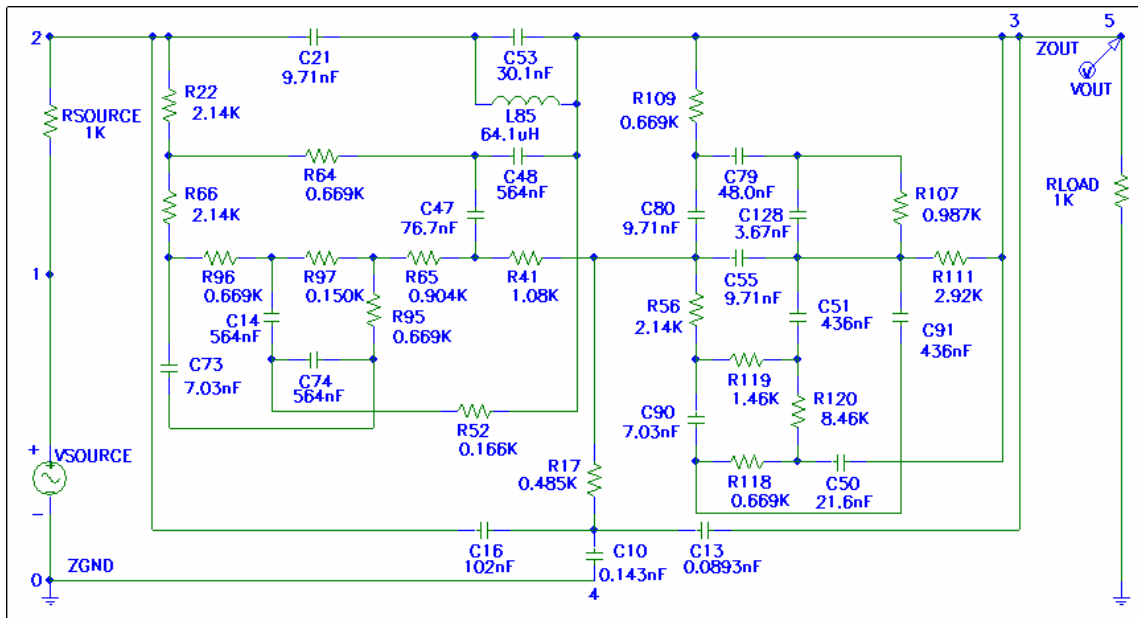 2
3
5
C21
9.71nF
C53
30.1nF
ZOUT
V
VOUT
R22
2.14K
RSOURCE
1K
L85
64.1uH
R109
0.669K
R64
0.669K
C48
564nF
C79
48.0nF
R66
2.14K
C47
76.7nF
C80
9.71nF
C128
3.67nF
R107
0.987K
RLOAD
1K
1
R96
0.669K
R97
0.150K
R65
0.904K
R41
1.08K
C55
9.71nF
R111
2.92K
C14
564nF
R95
0.669K
R56
2.14K
C51
436nF
C91
436nF
C73
7.03nF
C74
564nF
R119
1.46K
R120
8.46K
R52
0.166K
C90
7.03nF
+
VSOURCE
-
R17
0.485K
R118
0.669K
C50
21.6nF
C16
102nF
C10
0.143nF
C13
0.0893nF
ZGND
0
4